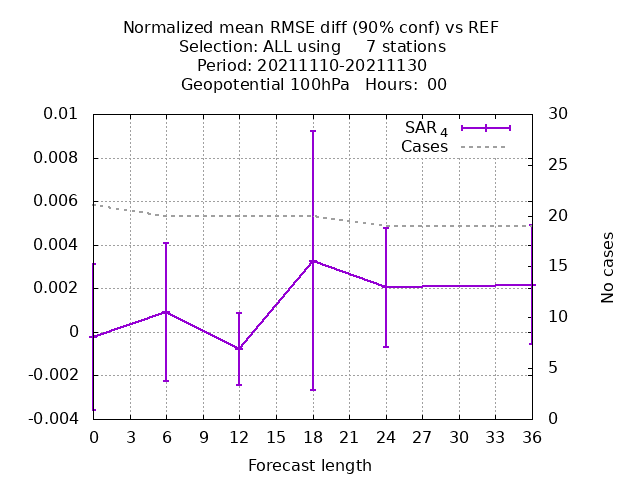 Normalized mean RMSE diff (90% conf) vs REF
Selection: ALL using     7 stations
Period: 20211110-20211130
Geopotential 100hPa   Hours:  00
0.01
0.008
0.006
0.004
0.002
0
-0.002
-0.004
30
25
20
15
10
5
0
SAR 4
Cases
No cases
0 3 6 9 12 15 18 21 24 27 30 33 36
Forecast length